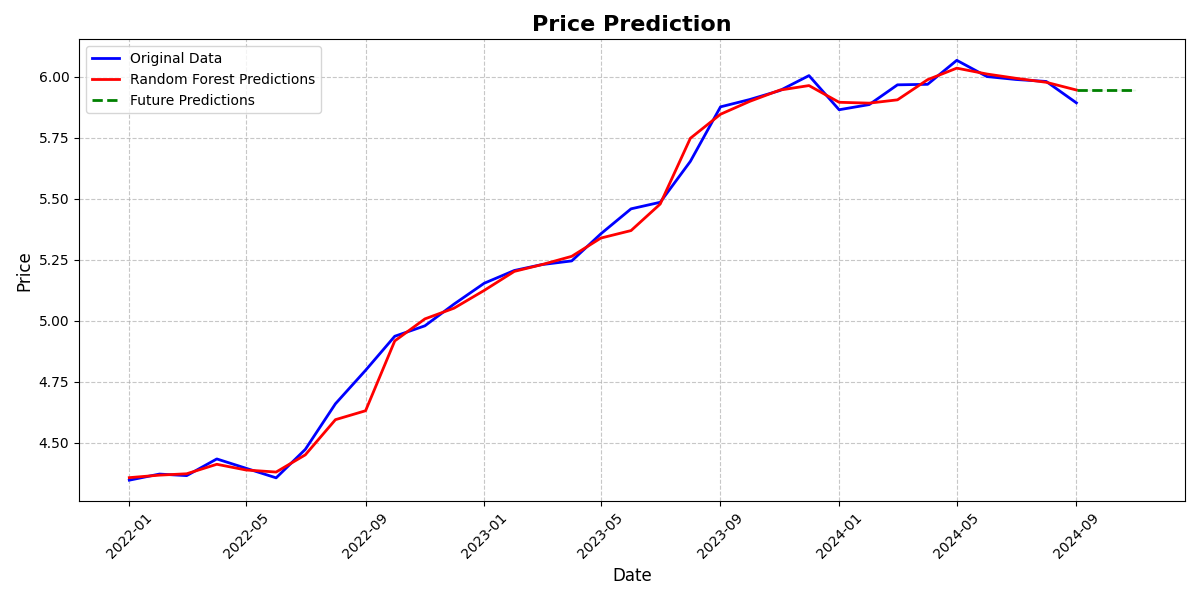 Price Prediction
Original Data
Random Forest Predictions
Future Predictions
Price
6.00
5.75
5.50
5.25
5.00
4.75
4.50
2022-01
2022-05
2022-09
2023-01
2023-05
2023-09
2024-01
2024-05
2024-09
Date